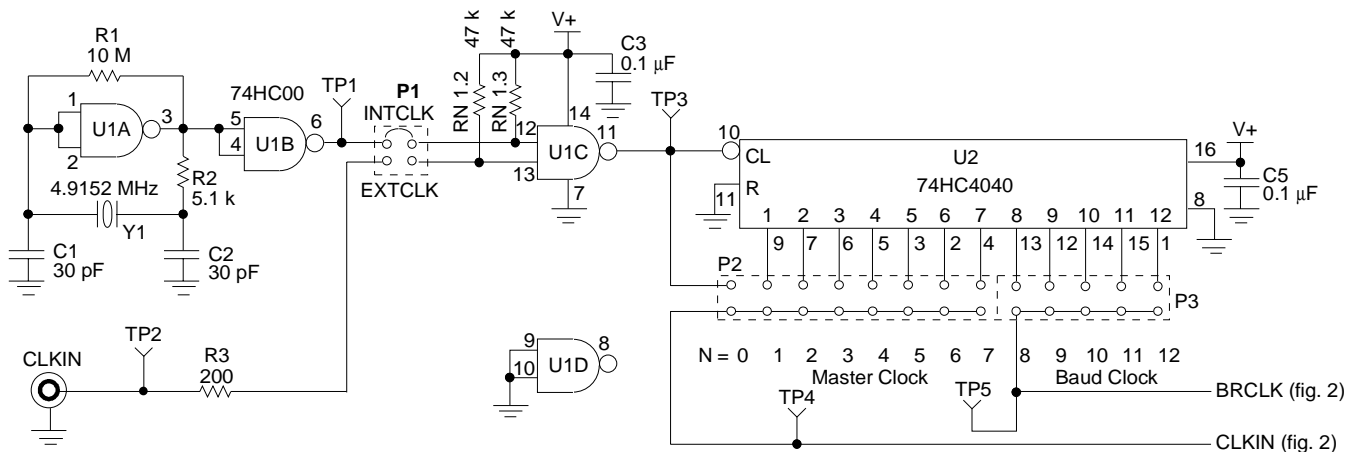 R1
10 M
1
2
U1A
3
4.9152 MHz
Y1
R2
5.1 k
C1
30 pF
C2
30 pF
74HC00
5
4
U1B
6
TP1
P1
INTCLK
EXTCLK
47 k
47 k
RN 1.2
RN 1.3
V+
C3
0.1 µF
14
12
13
U1C
11
7
TP3
10
CL
R
11
U2
74HC4040
16
8
V+
C5
0.1 µF
1 2 3 4 5 6 7 8 9 10 11 12
9 7 6 5 3 2 4 13 12 14 15 1
P2
P3
CLKIN
TP2
R3
200
9
10
U1D
8
N = 0 1 2 3 4 5 6 7 8 9 10 11 12
Master Clock
Baud Clock
TP5
TP4
BRCLK (fig. 2)
CLKIN (fig. 2)